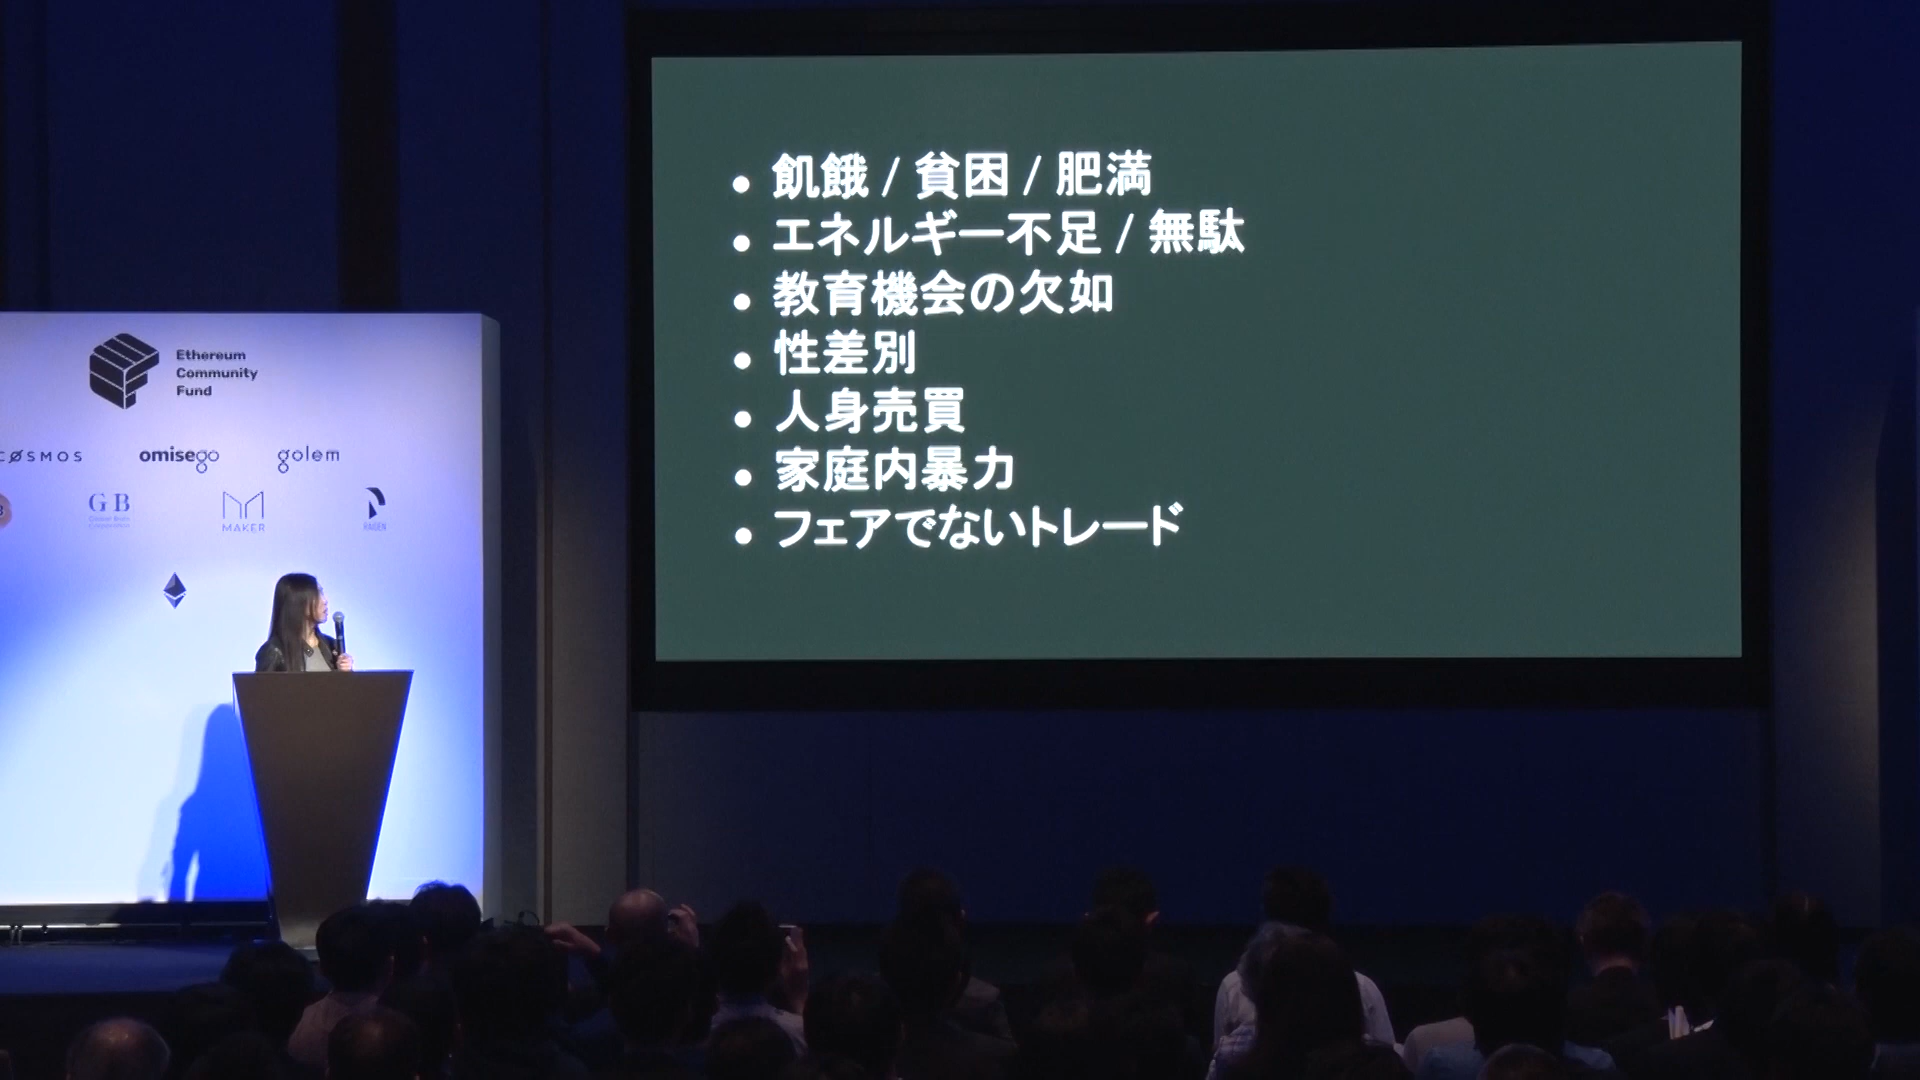 • 飢餓 / 貧困 / 肥満
• エネルギー不足 / 無駄
• 教育機会の欠如
• 性差別
• 人身売買
• 家庭内暴力
• フェアでないトレード
Ethereum
Community
Fund
COSMOS omisego golem
GB MAKER RAIDEN